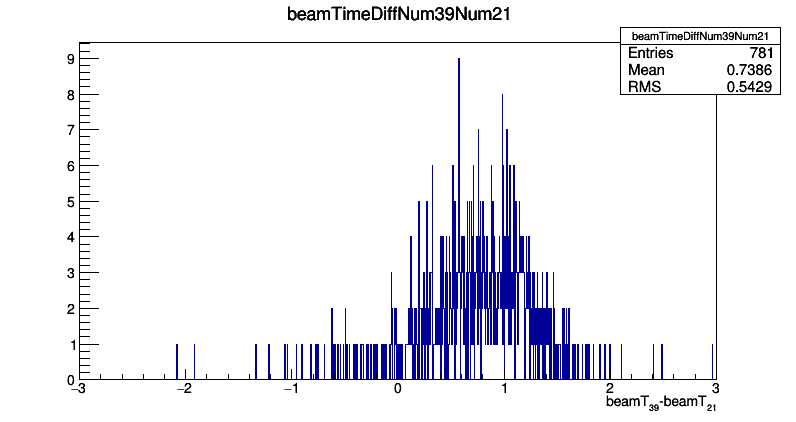 beamTimeDiffNum39Num21
beamTimeDiffNum39Num21
Entries 781
Mean 0.7386
RMS 0.5429
9
8
7
6
5
4
3
2
1
0
−3 −2 −1 0 1 2 3
beamT39-beamT21